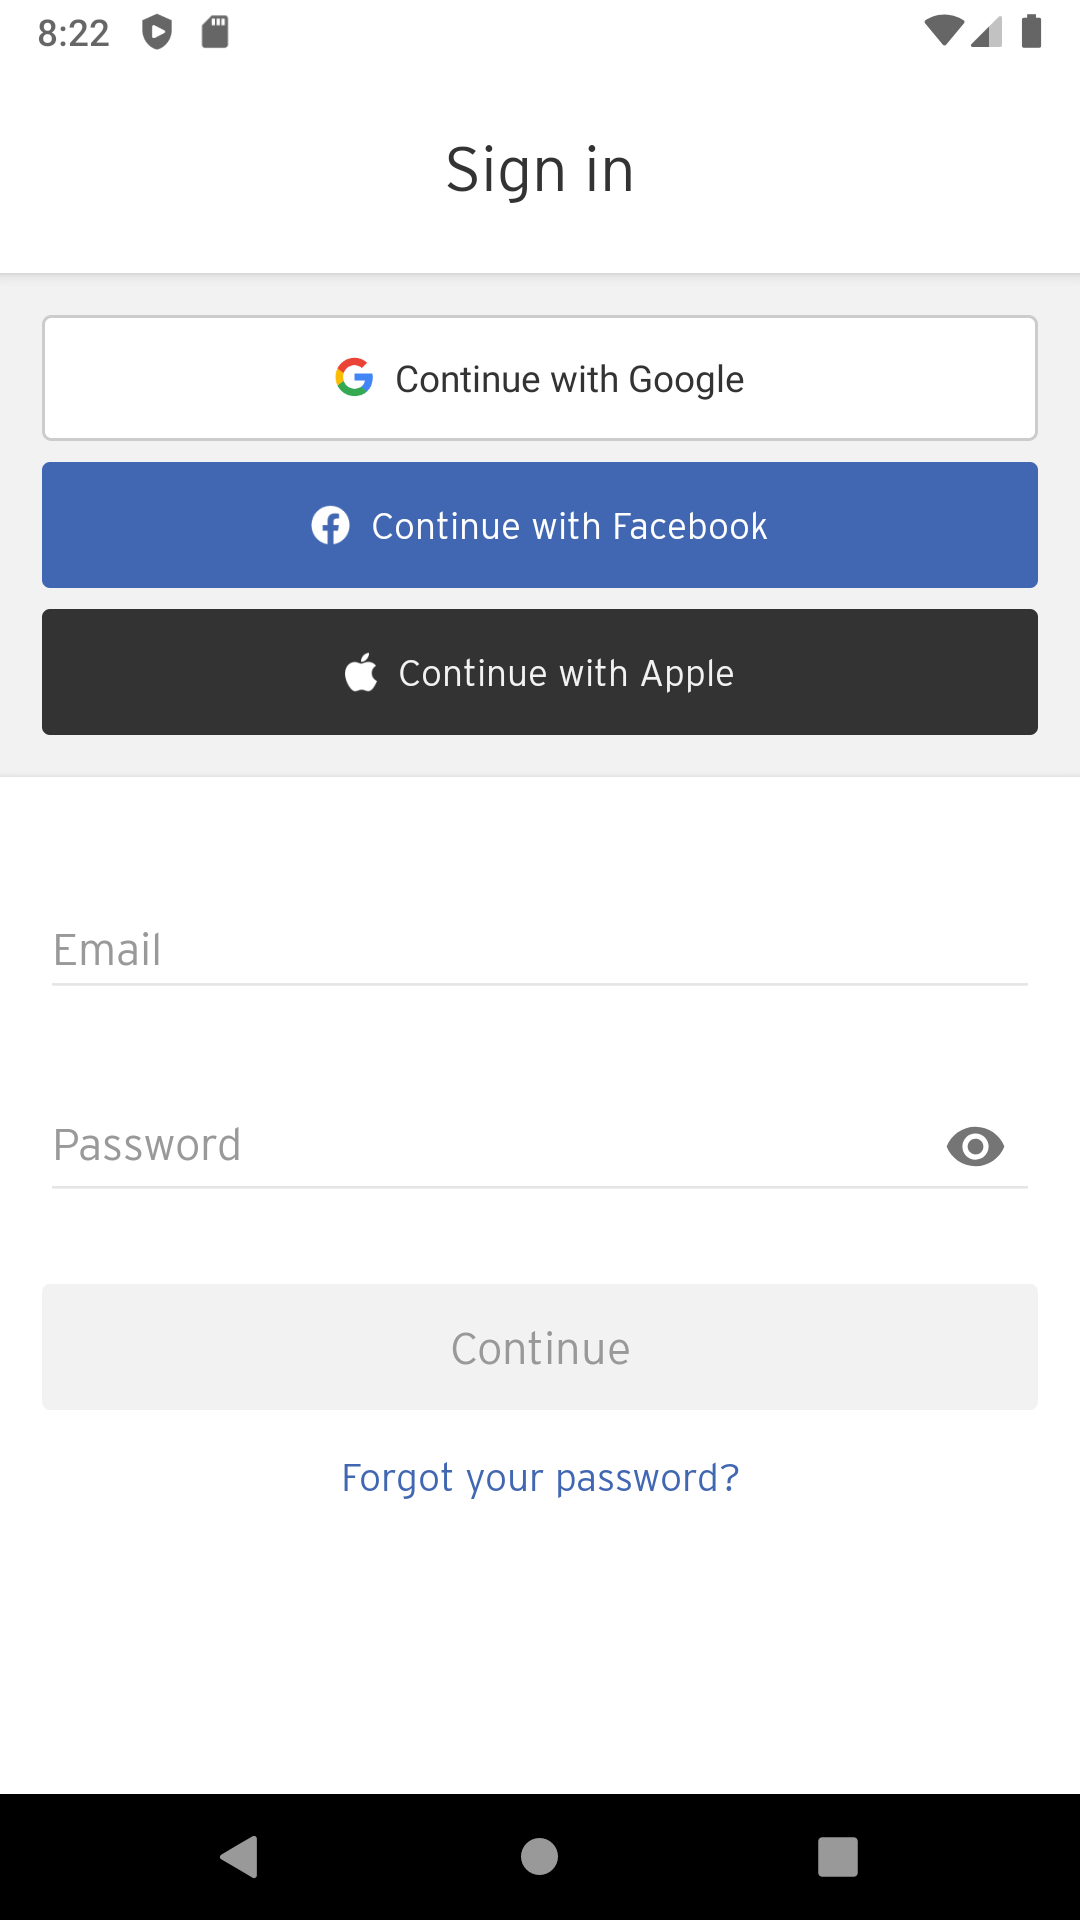 8:22
Sign in
Continue with Google
Continue with Facebook
Continue with Apple
Email
Password
Continue
Forgot your password?